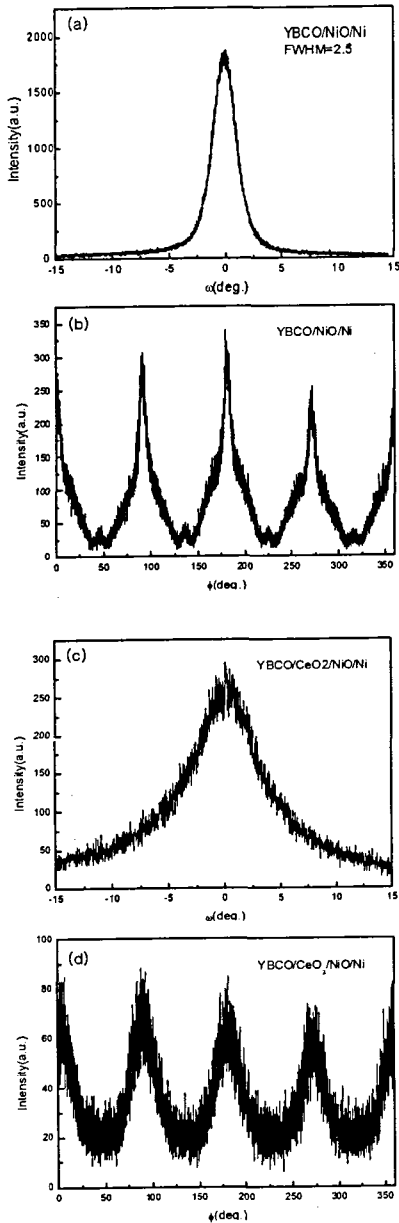 (a)
YBCO/NiO/Ni
FWHM=2.5
Intensity(a.u.)
2000
1500
1000
500
0
-15 -10 -5 0 5 10 15
ω(deg.)
(b)
YBCO/NiO/Ni
Intensity(a.u.)
350
300
250
200
150
100
50
0
0 50 100 150 200 250 300 350
ϕ(deg.)
(c)
YBCO/CeO2/NiO/Ni
Intensity(a.u.)
300
250
200
150
100
50
0
-15 -10 -5 0 5 10 15
ω(deg.)
(d)
YBCO/CeO₂/NiO/Ni
Intensity(a.u.)
100
80
60
40
20
0
0 50 100 150 200 250 300 350
ϕ(deg.)